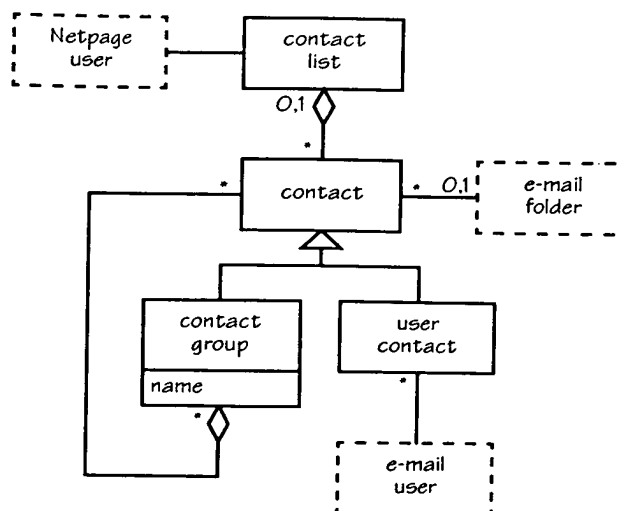 Netpage
user
contact
list
0,1
*
*
contact
*
0,1
e-mail
folder
contact
group
name
*
user
contact
*
e-mail
user